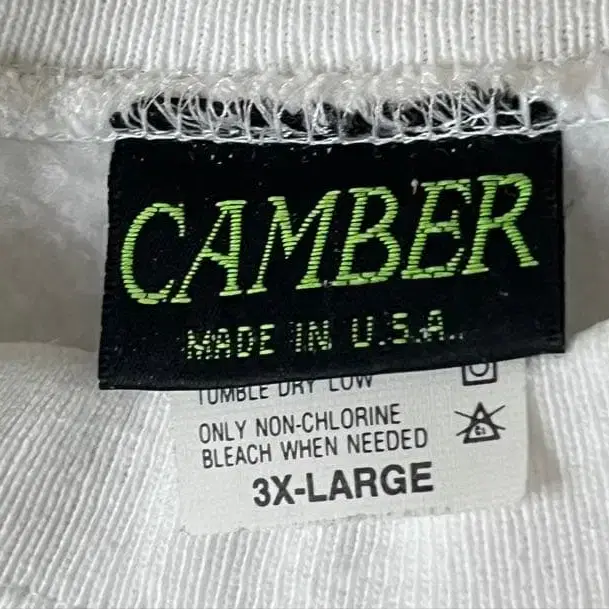 CAMBER
MADE IN U.S.A.
TUMBLE DRY LOW
ONLY NON-CHLORINE
BLEACH WHEN NEEDED
3X-LARGE